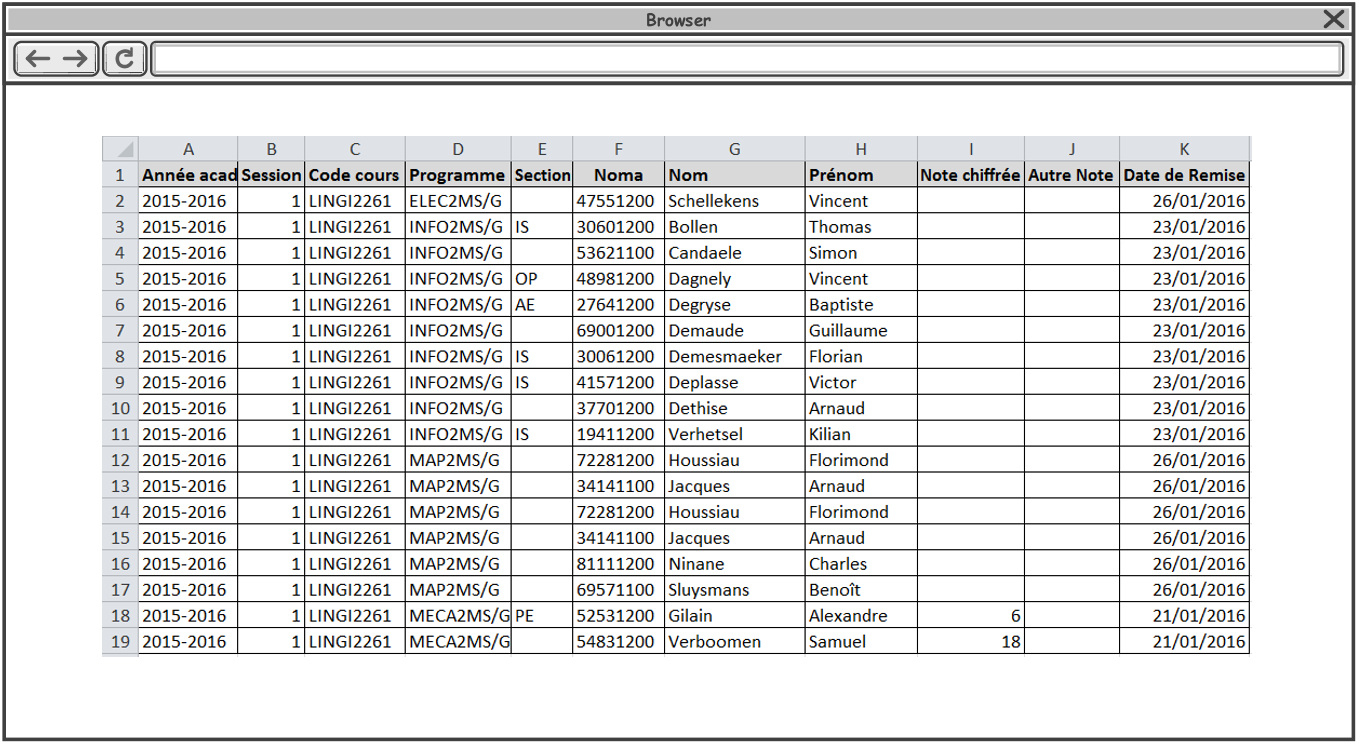 Browser
A B C D E F G H I J K
1 Année acad Session Code cours Programme Section Noma Nom Prénom Note chiffrée Autre Note Date de Remise
2 2015-2016 1 LINGI2261 ELEC2MS/G 47551200 Schellekens Vincent 26/01/2016
3 2015-2016 1 LINGI2261 INFO2MS/G IS 30601200 Bollen Thomas 23/01/2016
4 2015-2016 1 LINGI2261 INFO2MS/G 53621100 Candaele Simon 23/01/2016
5 2015-2016 1 LINGI2261 INFO2MS/G OP 48981200 Dagnely Vincent 23/01/2016
6 2015-2016 1 LINGI2261 INFO2MS/G AE 27641200 Degryse Baptiste 23/01/2016
7 2015-2016 1 LINGI2261 INFO2MS/G 69001200 Demaude Guillaume 23/01/2016
8 2015-2016 1 LINGI2261 INFO2MS/G IS 30061200 Demesmaeker Florian 23/01/2016
9 2015-2016 1 LINGI2261 INFO2MS/G IS 41571200 Deplasse Victor 23/01/2016
10 2015-2016 1 LINGI2261 INFO2MS/G 37701200 Dethise Arnaud 23/01/2016
11 2015-2016 1 LINGI2261 INFO2MS/G IS 19411200 Verhetsel Kilian 23/01/2016
12 2015-2016 1 LINGI2261 MAP2MS/G 72281200 Houssiau Florimond 26/01/2016
13 2015-2016 1 LINGI2261 MAP2MS/G 34141100 Jacques Arnaud 26/01/2016
14 2015-2016 1 LINGI2261 MAP2MS/G 72281200 Houssiau Florimond 26/01/2016
15 2015-2016 1 LINGI2261 MAP2MS/G 34141100 Jacques Arnaud 26/01/2016
16 2015-2016 1 LINGI2261 MAP2MS/G 81111200 Ninane Charles 26/01/2016
17 2015-2016 1 LINGI2261 MAP2MS/G 69571100 Sluysmans Benoît 26/01/2016
18 2015-2016 1 LINGI2261 MECA2MS/G PE 52531200 Gilain Alexandre 6 21/01/2016
19 2015-2016 1 LINGI2261 MECA2MS/G 54831200 Verboomen Samuel 18 21/01/2016